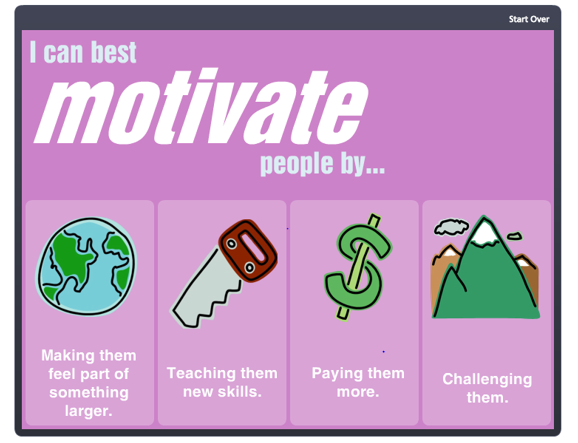 Start Over
I can best
motivate
people by...
Making them
feel part of
something
larger.
Teaching them
new skills.
Paying them
more.
Challenging
them.